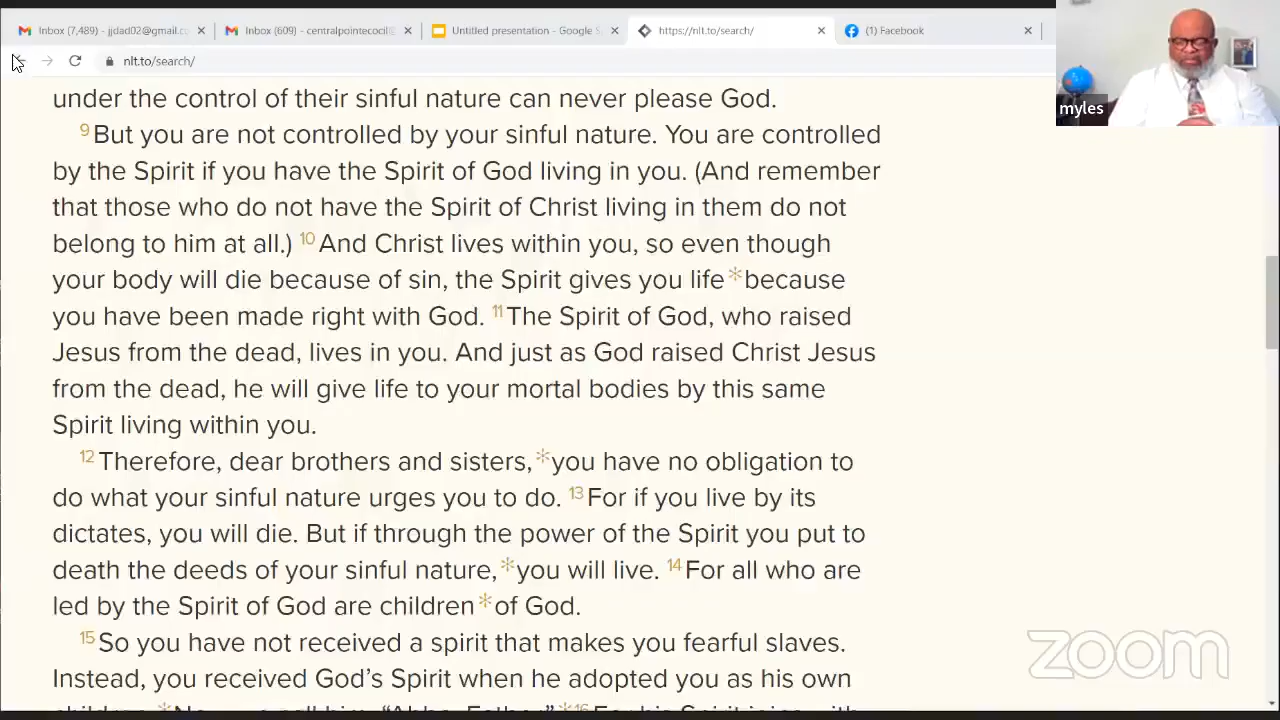 Inbox (7,489) - jjdad02@gmail.c
Inbox (609) - centralpointecocil
Untitled presentation - Google S
https://nlt.to/search/
(1) Facebook
nlt.to/search/
myles
under the control of their sinful nature can never please God.
9 But you are not controlled by your sinful nature. You are controlled
by the Spirit if you have the Spirit of God living in you. (And remember
that those who do not have the Spirit of Christ living in them do not
belong to him at all.) 10 And Christ lives within you, so even though
your body will die because of sin, the Spirit gives you life * because
you have been made right with God. 11 The Spirit of God, who raised
Jesus from the dead, lives in you. And just as God raised Christ Jesus
from the dead, he will give life to your mortal bodies by this same
Spirit living within you.
12 Therefore, dear brothers and sisters, * you have no obligation to
do what your sinful nature urges you to do. 13 For if you live by its
dictates, you will die. But if through the power of the Spirit you put to
death the deeds of your sinful nature, * you will live. 14 For all who are
led by the Spirit of God are children * of God.
15 So you have not received a spirit that makes you fearful slaves.
Instead, you received God's Spirit when he adopted you as his own
zoom